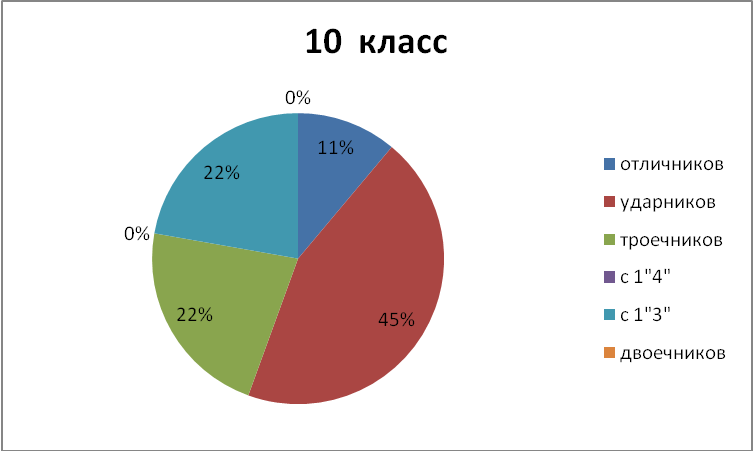 10 класс
0%
11%
22%
0%
22%
45%
отличников
ударников
троечников
с 1"4"
с 1"3"
двоечников